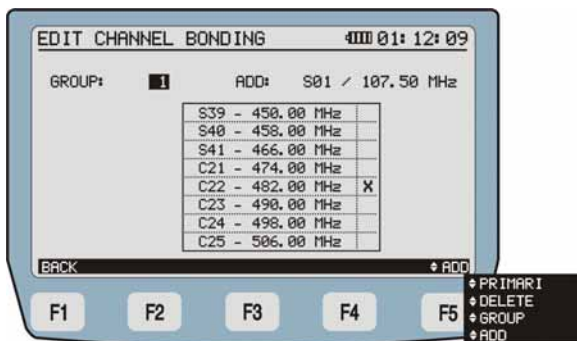 EDIT CHANNEL BONDING 01:12:09
GROUP: 1 ADD: S01 / 107.50 MHz
S39 - 450.00 MHz
S40 - 458.00 MHz
S41 - 466.00 MHz
C21 - 474.00 MHz
C22 - 482.00 MHz X
C23 - 490.00 MHz
C24 - 498.00 MHz
C25 - 506.00 MHz
BACK ADD
F1 F2 F3 F4 F5
PRIMARI
DELETE
GROUP
ADD